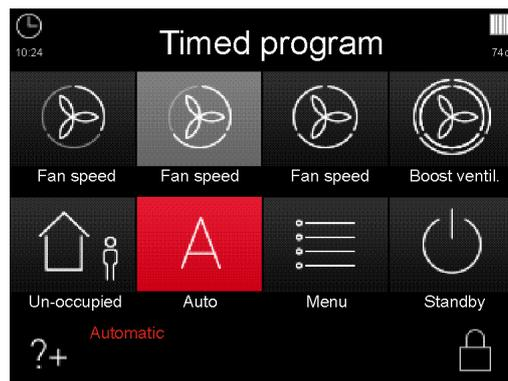 10:24
Timed program
74
Fan speed Fan speed Fan speed Boost ventil.
A
Un-occupied Auto Menu Standby
Automatic
?+